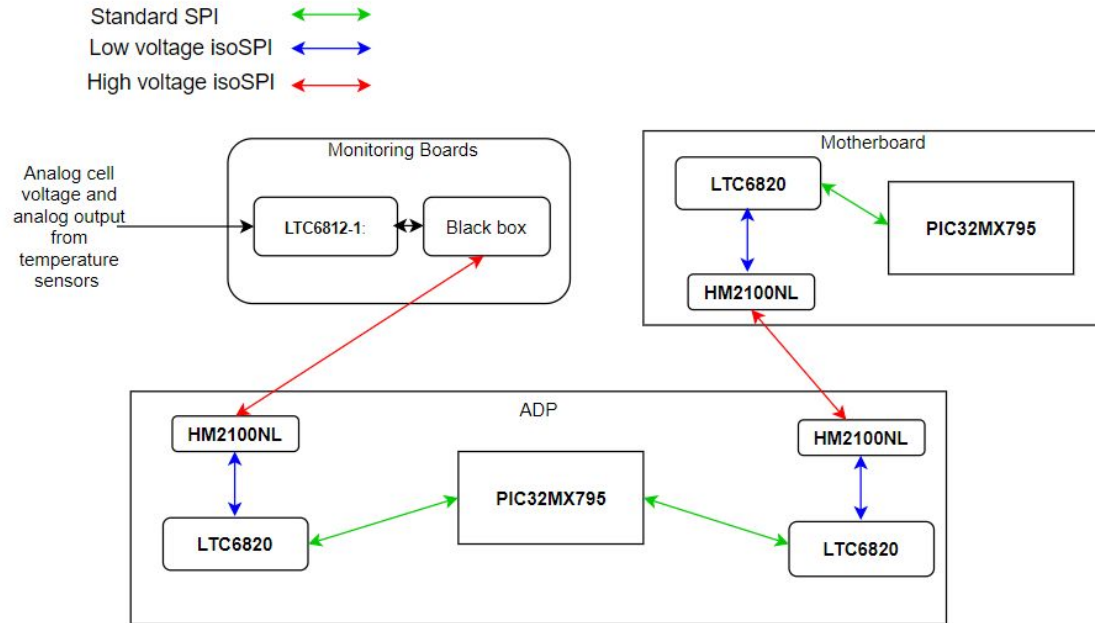 Standard SPI
Low voltage isoSPI
High voltage isoSPI
Monitoring Boards
Motherboard
Analog cell
voltage and
analog output
from
temperature
sensors
LTC6812-1:
Black box
LTC6820
PIC32MX795
HM2100NL
ADP
HM2100NL
HM2100NL
PIC32MX795
LTC6820
LTC6820